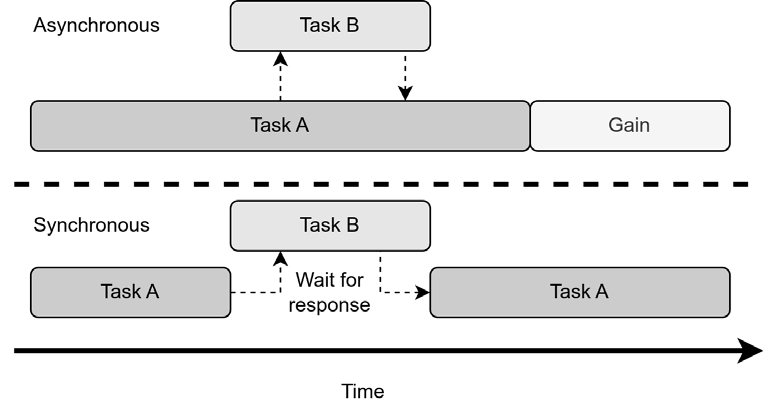 Asynchronous
Task B
Task A
Gain
Synchronous
Task B
Task A
Wait for
response
Task A
Time